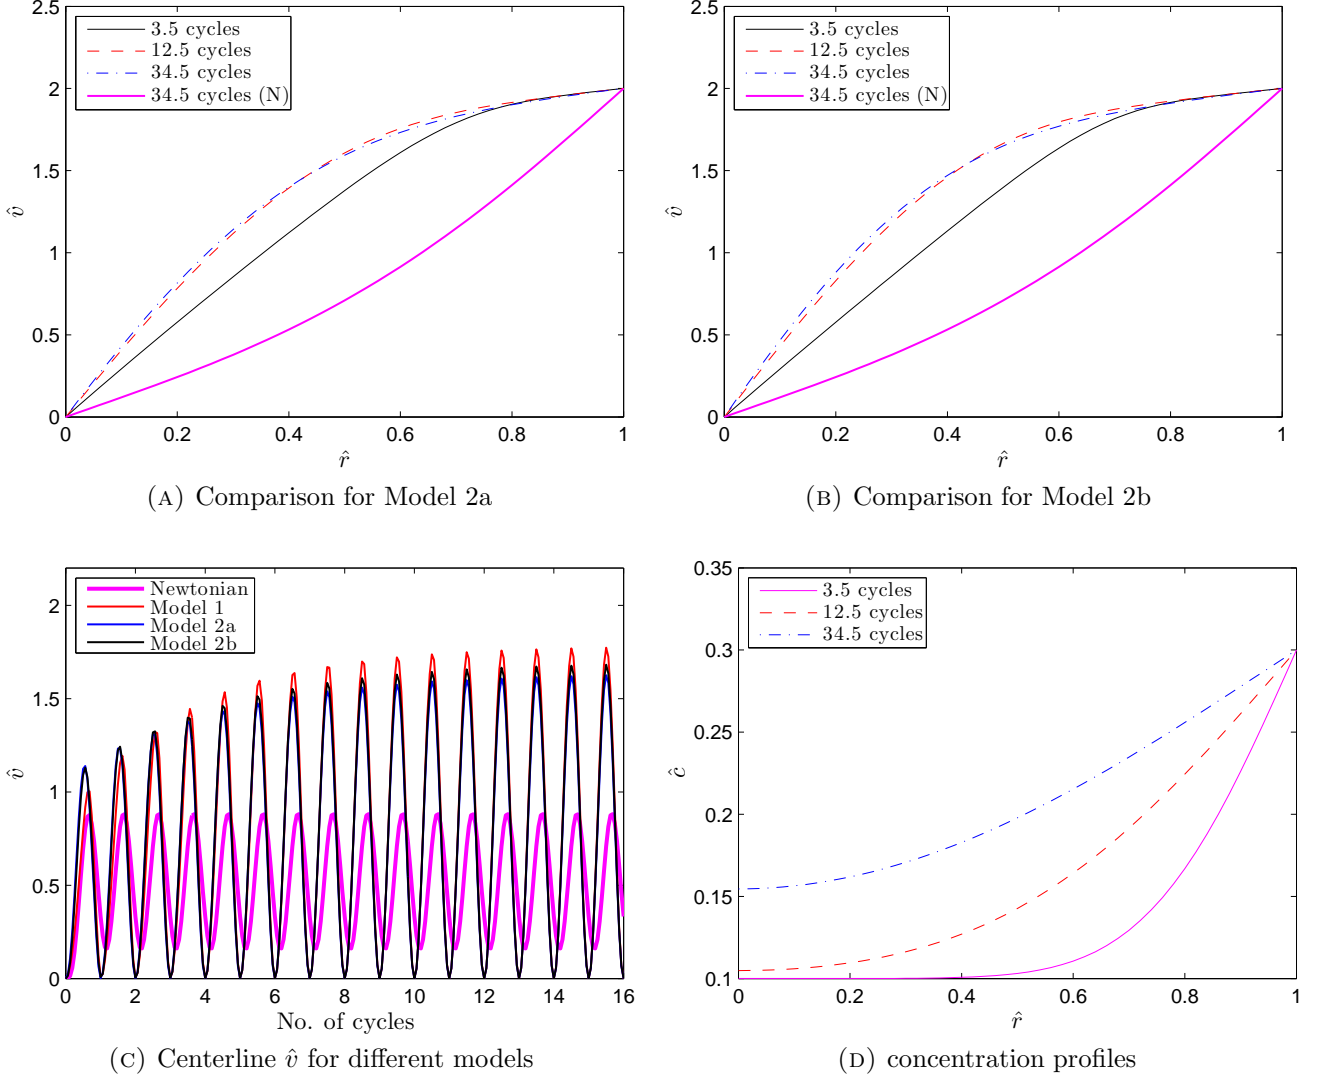 3.5 cycles
12.5 cycles
34.5 cycles
34.5 cycles (N)
2.5
2
1.5
1
0.5
0
v̂
0 0.2 0.4 0.6 0.8 1
r̂
(A) Comparison for Model 2a
3.5 cycles
12.5 cycles
34.5 cycles
34.5 cycles (N)
2.5
2
1.5
1
0.5
0
v̂
0 0.2 0.4 0.6 0.8 1
r̂
(B) Comparison for Model 2b
Newtonian
Model 1
Model 2a
Model 2b
2
1.5
1
0.5
0
v̂
0 2 4 6 8 10 12 14 16
No. of cycles
(C) Centerline v̂ for different models
3.5 cycles
12.5 cycles
34.5 cycles
0.35
0.3
0.25
0.2
0.15
0.1
ĉ
0 0.2 0.4 0.6 0.8 1
r̂
(D) concentration profiles